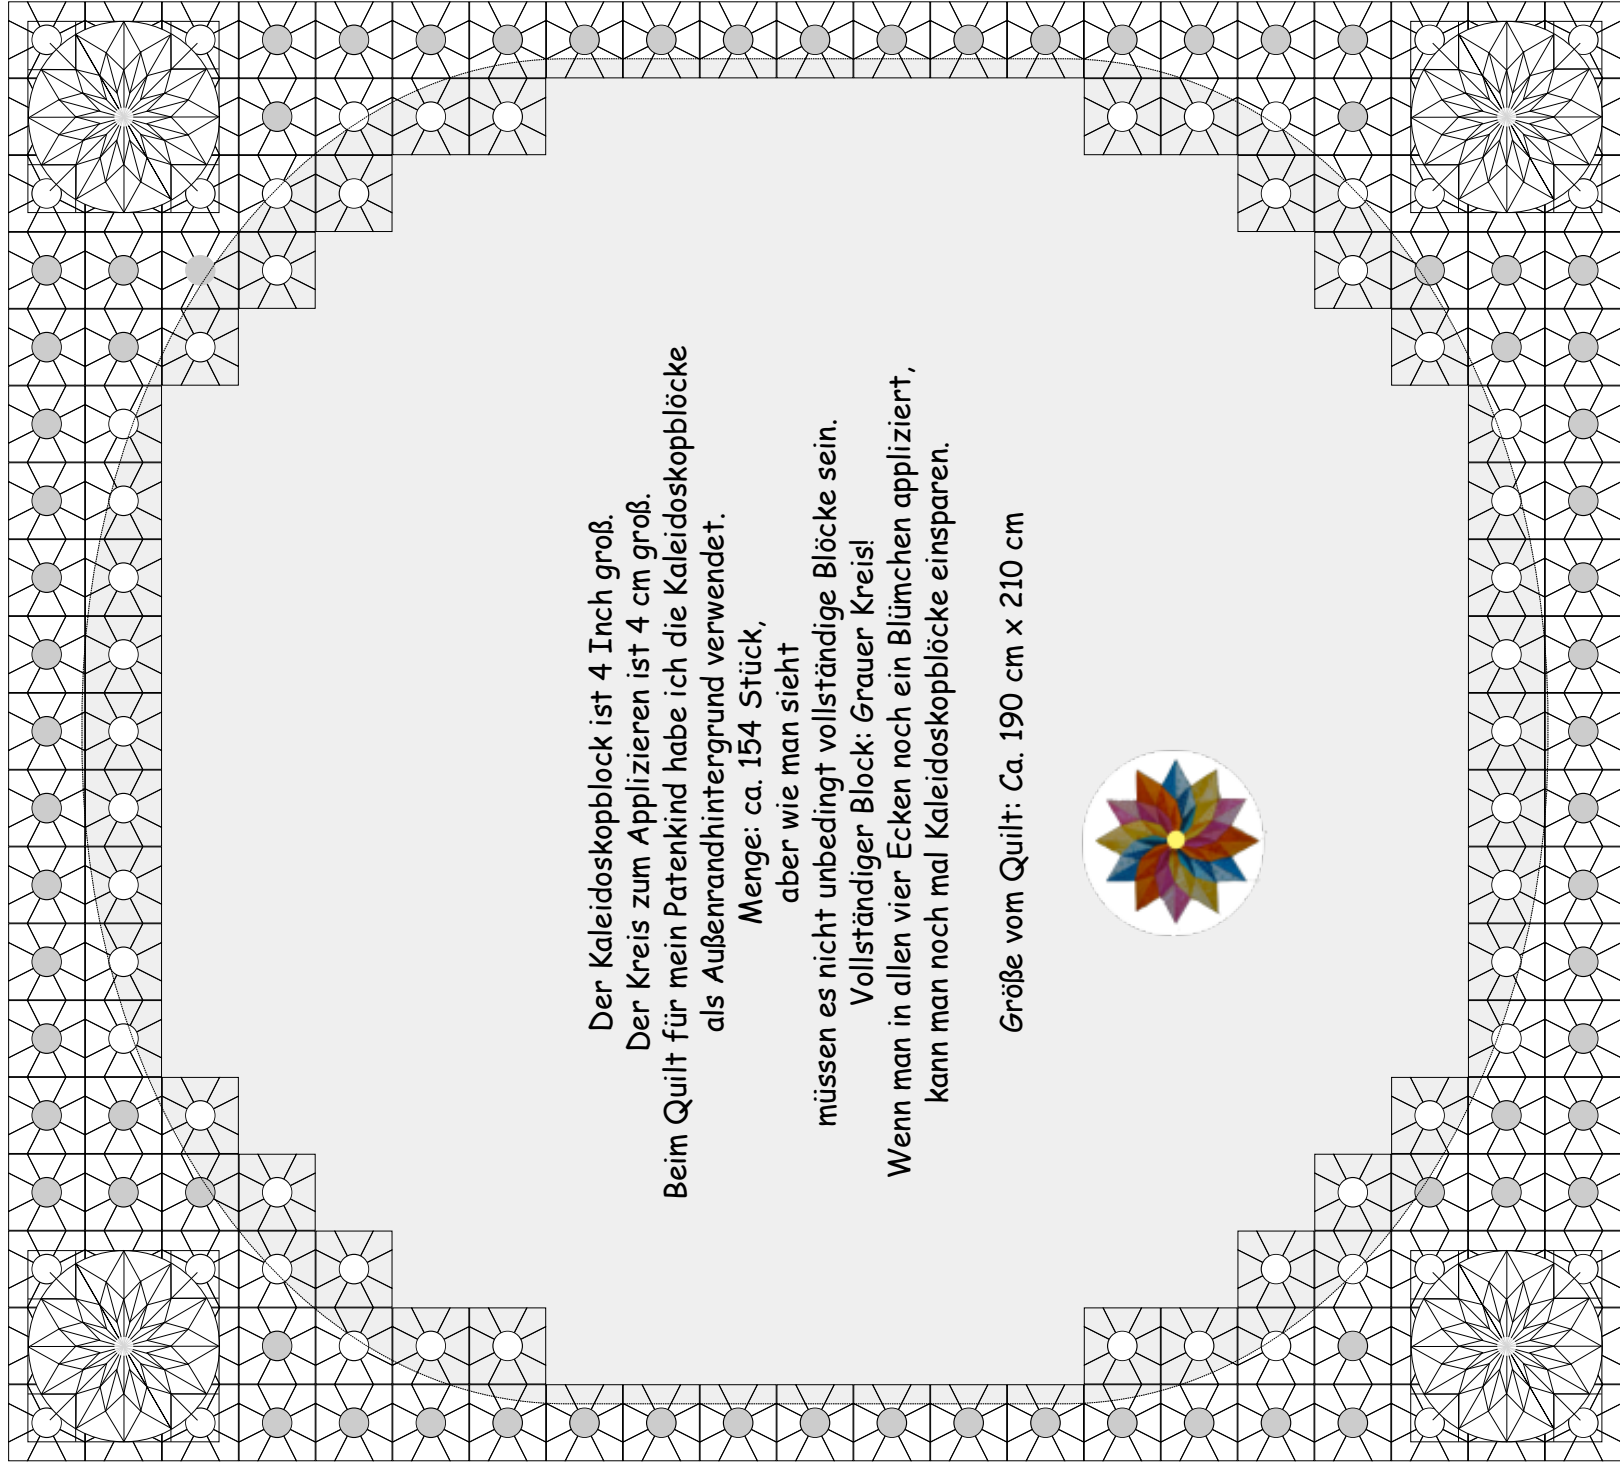 Der Kaleidoskopblock ist 4 Inch groß.
Der Kreis zum Applizieren ist 4 cm groß.
Beim Quilt für mein Patenkind habe ich die Kaleidoskopblöcke
als Außenrandhintergrund verwendet.
Menge: ca. 154 Stück,
aber wie man sieht
müssen es nicht unbedingt vollständige Blöcke sein.
Vollständiger Block: Grauer Kreis!
Wenn man in allen vier Ecken noch ein Blümchen appliziert,
kann man noch mal Kaleidoskopblöcke einsparen.
Größe vom Quilt: Ca. 190 cm x 210 cm